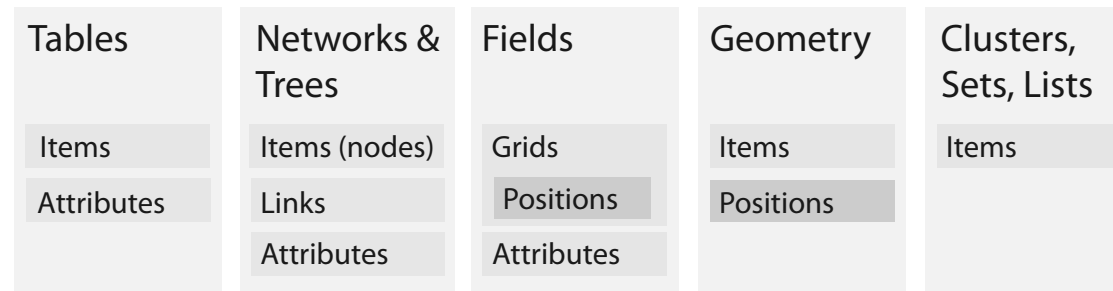 Tables
Items
Attributes
Networks &
Trees
Items (nodes)
Links
Attributes
Fields
Grids
Positions
Attributes
Geometry
Items
Positions
Clusters,
Sets, Lists
Items